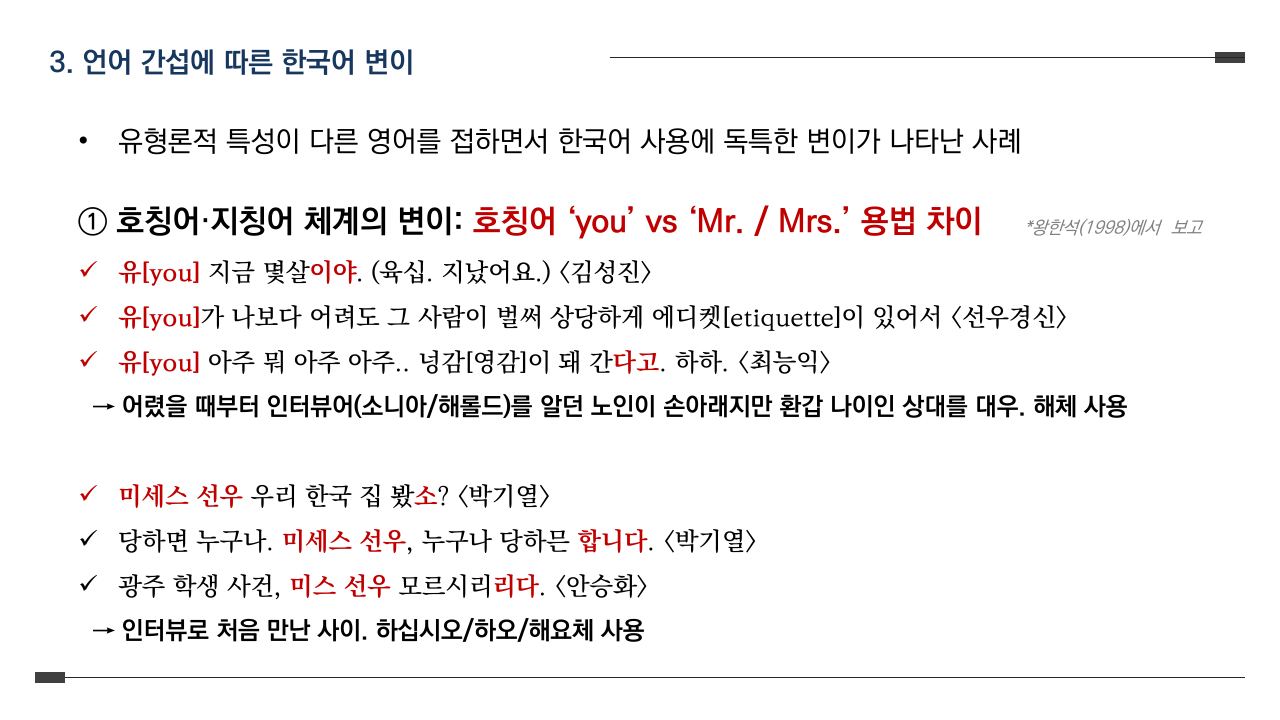 3. 언어 간섭에 따른 한국어 변이
• 유형론적 특성이 다른 영어를 접하면서 한국어 사용에 독특한 변이가 나타난 사례
① 호칭어·지칭어 체계의 변이: 호칭어 ‘you’ vs ‘Mr. / Mrs.’ 용법 차이 *왕한석(1998)에서 보고
✓ 유[you] 지금 몇살이야. (육십. 지났어요.) <김성진>
✓ 유[you]가 나보다 어려도 그 사람이 벌써 상당하게 에디켓[etiquette]이 있어서 <선우경신>
✓ 유[you] 아주 뭐 아주 아주.. 넝감[영감]이 돼 간다고. 하하. <최능익>
→ 어렸을 때부터 인터뷰어(소니아/해롤드)를 알던 노인이 손아래지만 환갑 나이인 상대를 대우. 해체 사용
✓ 미세스 선우 우리 한국 집 봤소? <박기열>
✓ 당하면 누구나. 미세스 선우, 누구나 당하믄 합니다. <박기열>
✓ 광주 학생 사건, 미스 선우 모르시리리다. <안승화>
→ 인터뷰로 처음 만난 사이. 하십시오/하오/해요체 사용